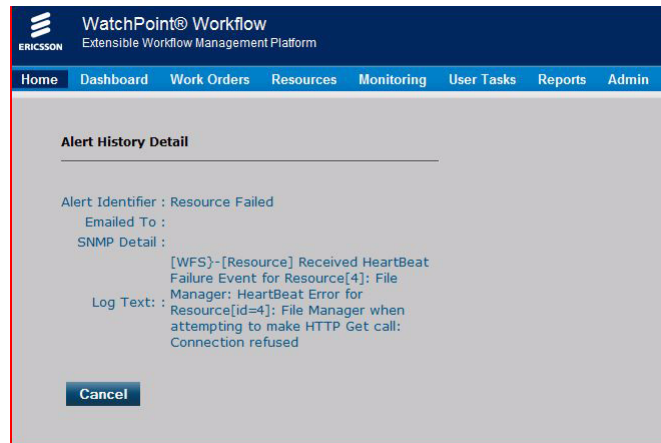 WatchPoint® Workflow
ERICSSON
Extensible Workflow Management Platform
Home Dashboard Work Orders Resources Monitoring User Tasks Reports Admin
Alert History Detail
Alert Identifier : Resource Failed
Emailed To :
SNMP Detail :
[WFS}-[Resource] Received HeartBeat
Failure Event for Resource[4]: File
Manager: HeartBeat Error for
Log Text: : Resource[id=4]: File Manager when
attempting to make HTTP Get call:
Connection refused
Cancel